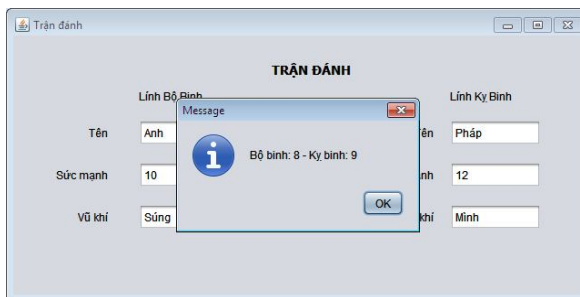 Trận đánh
TRẬN ĐÁNH
Lính Bộ Binh Lính Kỵ Binh
Message
Tên Anh ên Pháp
Bộ binh: 8 - Kỵ binh: 9
Sức mạnh 10 nh 12
OK
Vũ khí Súng khí Mình